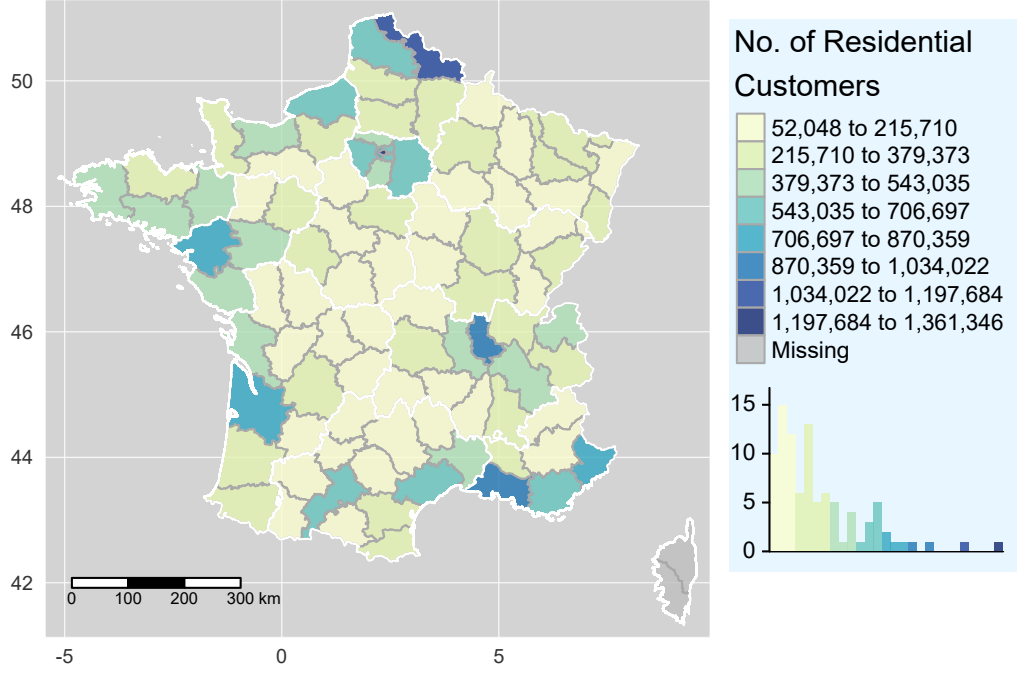 50
48
46
44
42
0 100 200 300 km
-5 0 5
No. of Residential
Customers
52,048 to 215,710
215,710 to 379,373
379,373 to 543,035
543,035 to 706,697
706,697 to 870,359
870,359 to 1,034,022
1,034,022 to 1,197,684
1,197,684 to 1,361,346
Missing
15
10
5
0